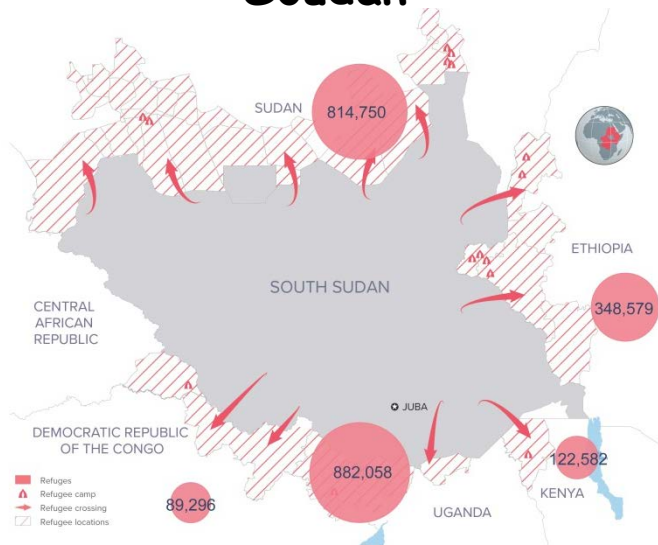 Soudan
SUDAN
814,750
ETHIOPIA
348,579
SOUTH SUDAN
CENTRAL
AFRICAN
REPUBLIC
JUBA
DEMOCRATIC REPUBLIC
OF THE CONGO
882,058
122,582
KENYA
UGANDA
89,296
Refuges
Refugee camp
Refugee crossing
Refugee locations